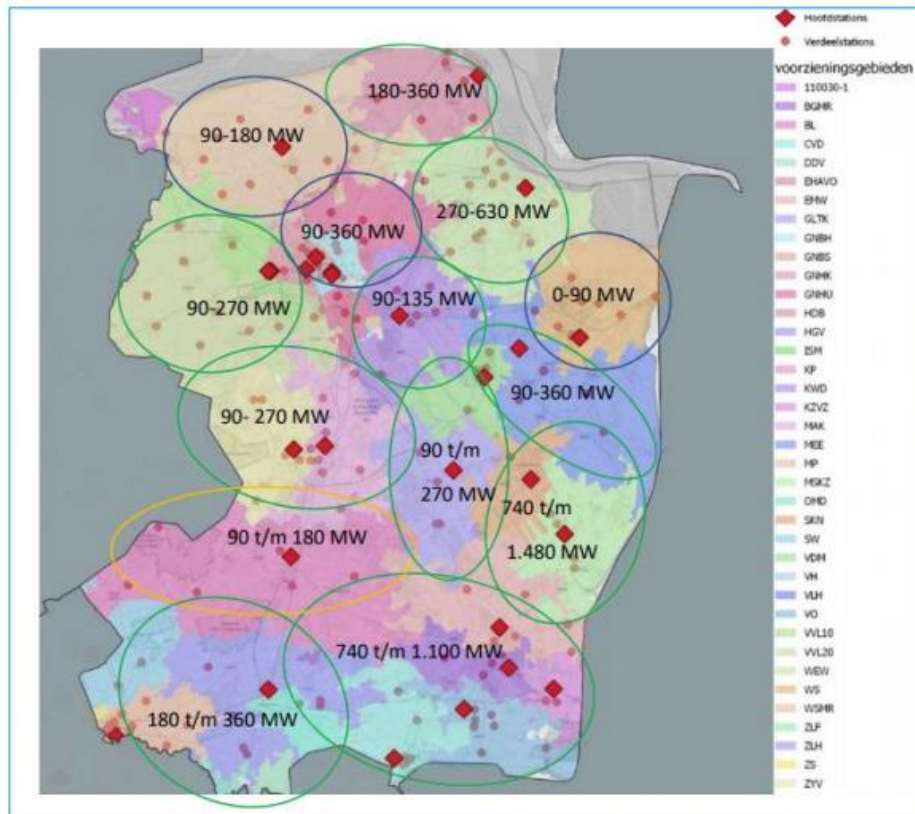 Hoofdstations
Verdeelstations
voorzieningsgebieden
110030-1
BGMR
BL
CVD
DDV
EHAVO
EMW
GLTK
GNBH
GNBS
GNMK
GNHU
HDB
HGV
ISM
KP
KWD
KZVZ
MAK
MEE
MP
MSKZ
OMD
SKN
SW
VDM
VH
VLH
VO
VVL10
VVL20
WEW
WS
WSMR
ZLF
ZLH
ZS
ZYV
180-360 MW
90-180 MW
90-360 MW
270-630 MW
90-270 MW
90-135 MW
0-90 MW
90-360 MW
90- 270 MW
90 t/m
270 MW
740 t/m
1.480 MW
90 t/m 180 MW
740 t/m 1.100 MW
180 t/m 360 MW